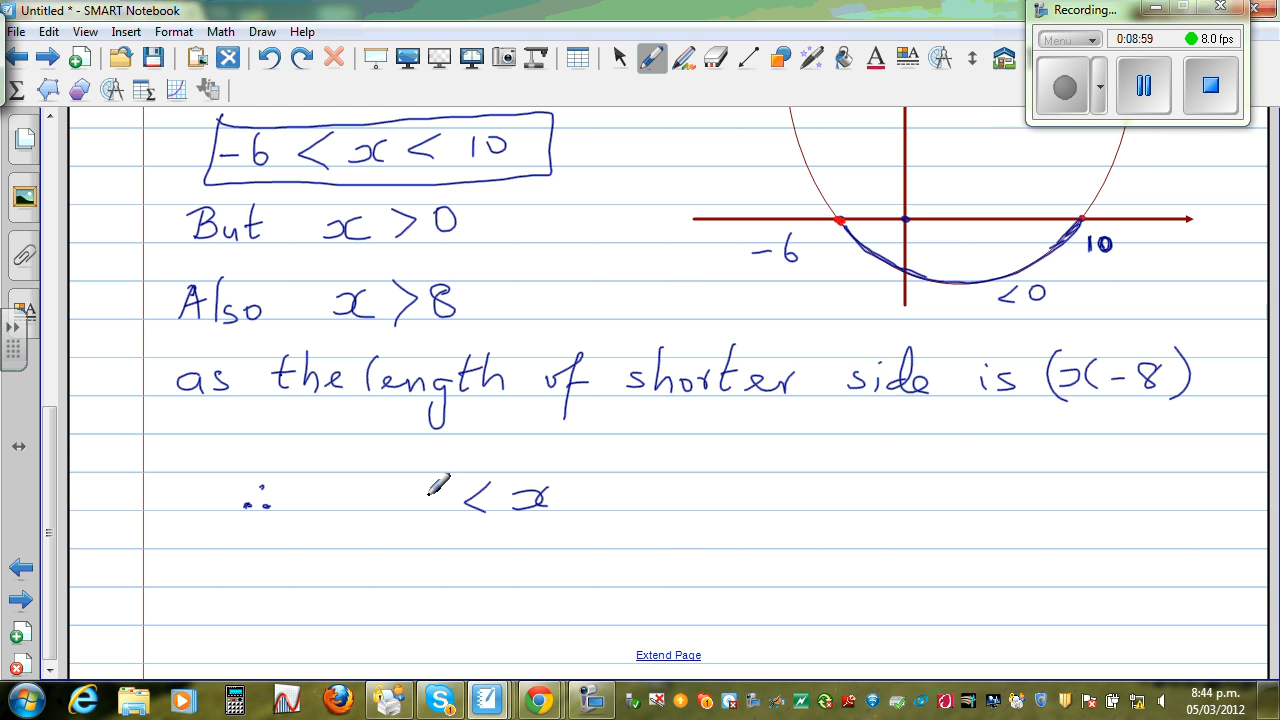 Untitled * - SMART Notebook
Recording...
File Edit View Insert Format Math Draw Help
Menu
0:08:59
8.0 fps
-6 < x < 10
But x > 0
-6
10
Also x > 8
< 0
as the length of shorter side is (x - 8)
∴ < x
Extend Page
8:44 p.m.
05/03/2012